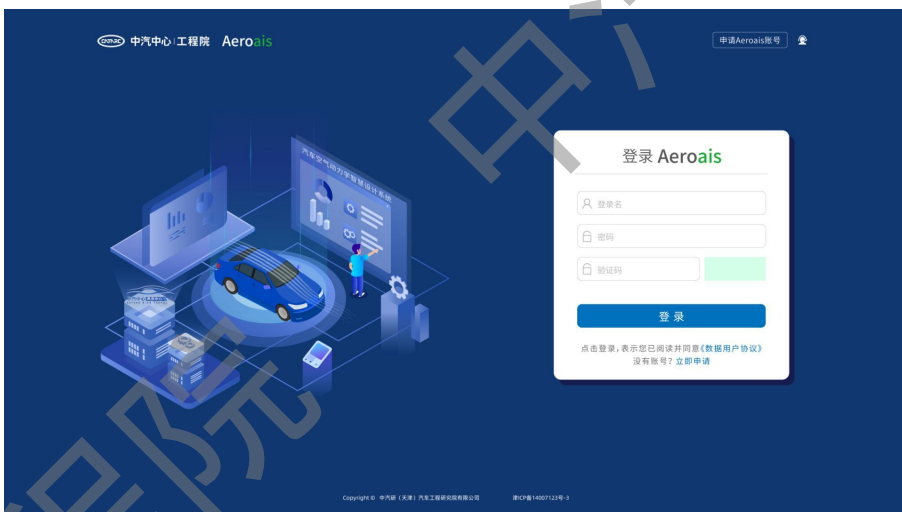 中汽中心 工程院 Aeroais
申请Aeroais账号
汽车空气动力学智慧设计系统
登录 Aeroais
登录名
密码
验证码
登 录
点击登录，表示您已阅读并同意《数据用户协议》
没有账号？立即申请
Copyright © 中汽研（天津）汽车工程研究院有限公司 津ICP备14007123号-3